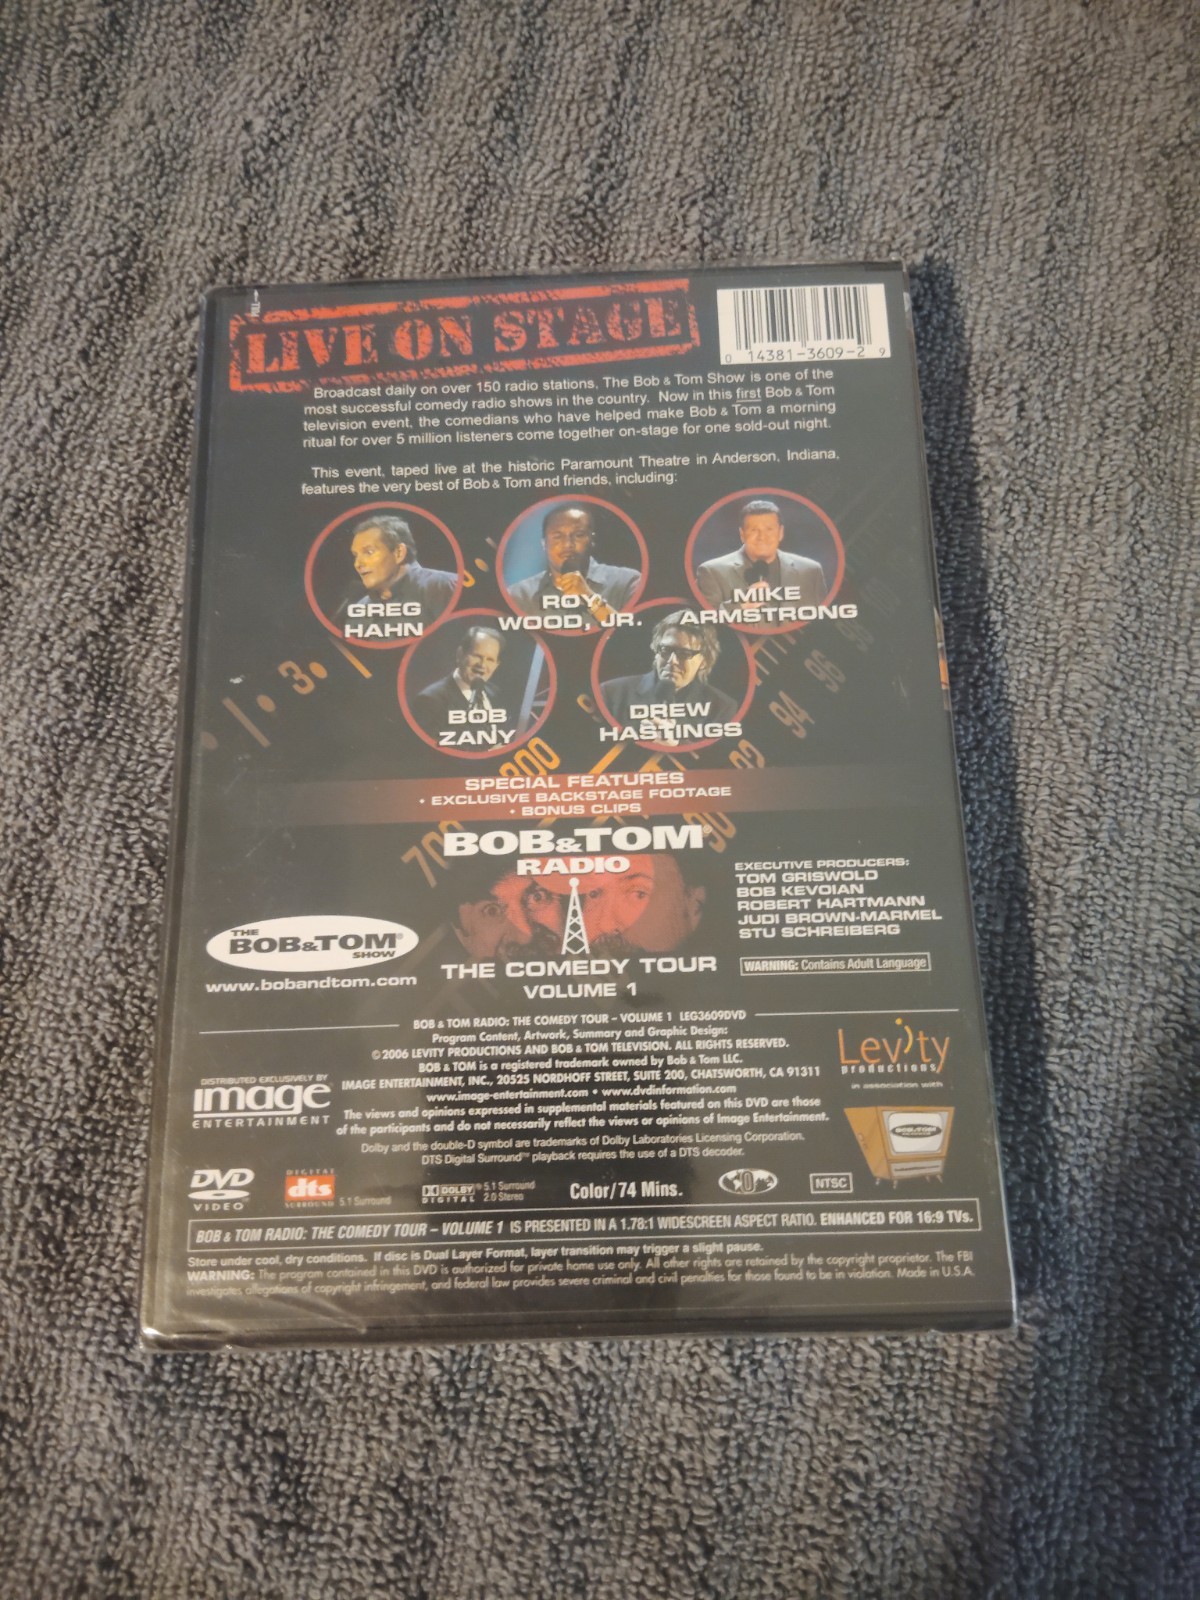 PULL
LIVE ON STAGE
0 14381-3609-2 9
Broadcast daily on over 150 radio stations, The Bob & Tom Show is one of the
most successful comedy radio shows in the country. Now in this first Bob & Tom
television event, the comedians who have helped make Bob & Tom a morning
ritual for over 5 million listeners come together on-stage for one sold-out night.
This event, taped live at the historic Paramount Theatre in Anderson, Indiana,
features the very best of Bob & Tom and friends, including:
GREG
HAHN
ROY
WOOD, JR.
MIKE
ARMSTRONG
BOB
ZANY
DREW
HASTINGS
SPECIAL FEATURES
• EXCLUSIVE BACKSTAGE FOOTAGE
• BONUS CLIPS
BOB&TOM®
RADIO
THE COMEDY TOUR
VOLUME 1
THE
BOB&TOM®
SHOW
www.bobandtom.com
EXECUTIVE PRODUCERS:
TOM GRISWOLD
BOB KEVOIAN
ROBERT HARTMANN
JUDI BROWN-MARMEL
STU SCHREIBERG
WARNING: Contains Adult Language
BOB & TOM RADIO: THE COMEDY TOUR – VOLUME 1 LEG3609DVD
Program Content, Artwork, Summary and Graphic Design:
© 2006 LEVITY PRODUCTIONS AND BOB & TOM TELEVISION. ALL RIGHTS RESERVED.
BOB & TOM is a registered trademark owned by Bob & Tom LLC.
IMAGE ENTERTAINMENT, INC., 20525 NORDHOFF STREET, SUITE 200, CHATSWORTH, CA 91311
www.image-entertainment.com • www.dvdinformation.com
The views and opinions expressed in supplemental materials featured on this DVD are those
of the participants and do not necessarily reflect the views or opinions of Image Entertainment.
Dolby and the double-D symbol are trademarks of Dolby Laboratories Licensing Corporation.
DTS Digital Surround™ playback requires the use of a DTS decoder.
DISTRIBUTED EXCLUSIVELY BY
image
ENTERTAINMENT
Levity
productions
in association with
BOB&TOM
DVD
VIDEO
DIGITAL
dts
SURROUND
5.1 Surround
DOLBY
DIGITAL
5.1 Surround
2.0 Stereo
Color/74 Mins.
NTSC
BOB & TOM RADIO: THE COMEDY TOUR – VOLUME 1 IS PRESENTED IN A 1.78:1 WIDESCREEN ASPECT RATIO. ENHANCED FOR 16:9 TVs.
Store under cool, dry conditions. If disc is Dual Layer Format, layer transition may trigger a slight pause.
WARNING: The program contained in this DVD is authorized for private home use only. All other rights are retained by the copyright proprietor. The FBI
investigates allegations of copyright infringement, and federal law provides severe criminal and civil penalties for those found to be in violation. Made in U.S.A.